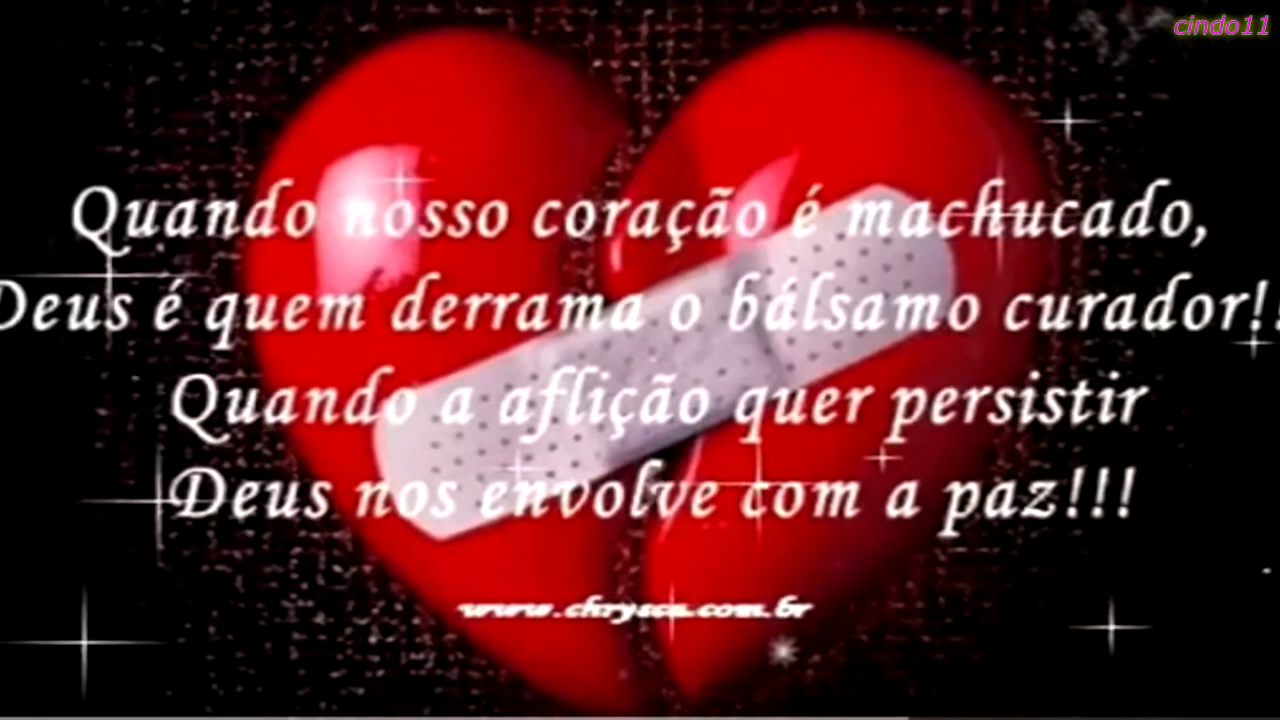 cindo11
Quando nosso coração é machucado,
Deus é quem derrama o bálsamo curador!!
Quando a aflição quer persistir
Deus nos envolve com a paz!!!
www.chrysca.com.br